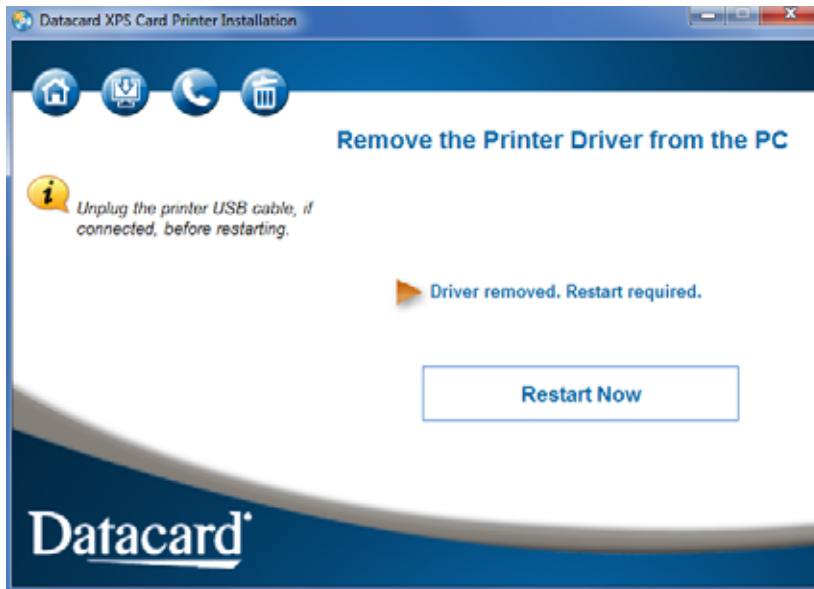 Datacard XPS Card Printer Installation
Remove the Printer Driver from the PC
Unplug the printer USB cable, if
connected, before restarting.
Driver removed. Restart required.
Restart Now
Datacard